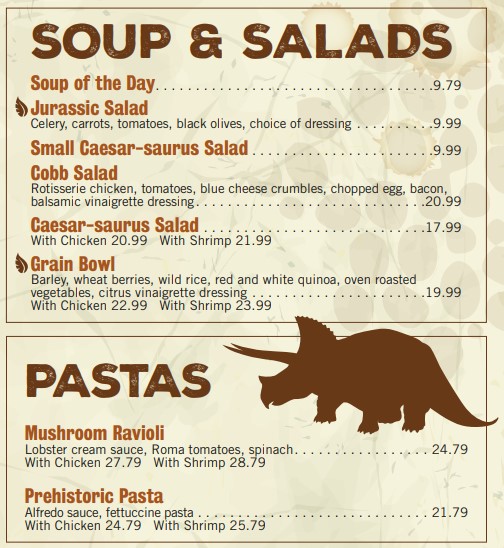 SOUP & SALADS
Soup of the Day. . . . . . . . . . . . . . . . . . . . . . . . . . . . . . . . . . . . . . .9.79
Jurassic Salad
Celery, carrots, tomatoes, black olives, choice of dressing . . . . . . . . . .9.99
Small Caesar-saurus Salad . . . . . . . . . . . . . . . . . . . . . . . . . .9.99
Cobb Salad
Rotisserie chicken, tomatoes, blue cheese crumbles, chopped egg, bacon,
balsamic vinaigrette dressing. . . . . . . . . . . . . . . . . . . . . . . . . . . . . . . .20.99
Caesar-saurus Salad . . . . . . . . . . . . . . . . . . . . . . . . . . . . . . .17.99
With Chicken 20.99 With Shrimp 21.99
Grain Bowl
Barley, wheat berries, wild rice, red and white quinoa, oven roasted
vegetables, citrus vinaigrette dressing . . . . . . . . . . . . . . . . . . . . . . . .19.99
With Chicken 22.99 With Shrimp 23.99
PASTAS
Mushroom Ravioli
Lobster cream sauce, Roma tomatoes, spinach. . . . . . . . . . . . . . . . . . . 24.79
With Chicken 27.79 With Shrimp 28.79
Prehistoric Pasta
Alfredo sauce, fettuccine pasta . . . . . . . . . . . . . . . . . . . . . . . . . . . . . . . . 21.79
With Chicken 24.79 With Shrimp 25.79